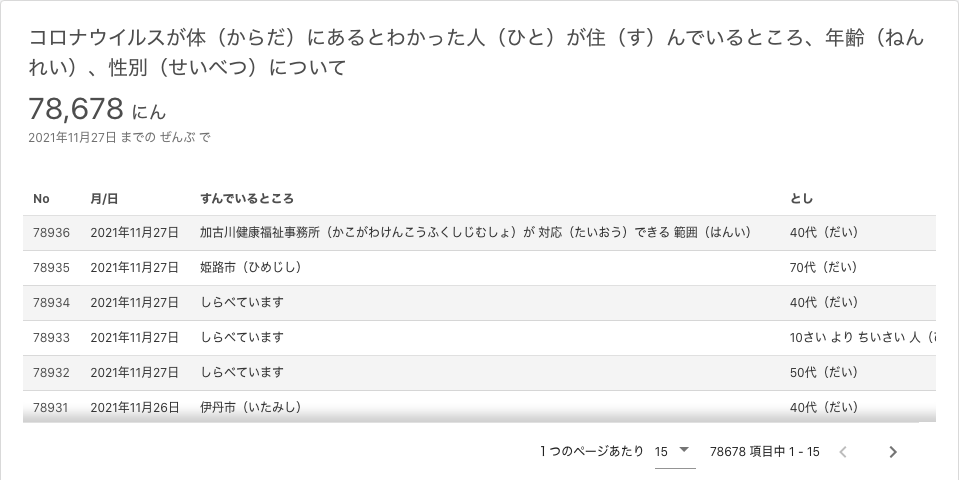 コロナウイルスが体（からだ）にあるとわかった人（ひと）が住（す）んでいるところ、年齢（ねん
れい）、性別（せいべつ）について
78,678 にん
2021年11月27日 までの ぜんぶ で
No 月/日 すんでいるところ とし
78936 2021年11月27日 加古川健康福祉事務所（かこがわけんこうふくしじむしょ）が 対応（たいおう）できる 範囲（はんい） 40代（だい）
78935 2021年11月27日 姫路市（ひめじし） 70代（だい）
78934 2021年11月27日 しらべています 40代（だい）
78933 2021年11月27日 しらべています 10さい より ちいさい 人（
78932 2021年11月27日 しらべています 50代（だい）
78931 2021年11月26日 伊丹市（いたみし） 40代（だい）
1 つのページあたり 15 78678 項目中 1 - 15